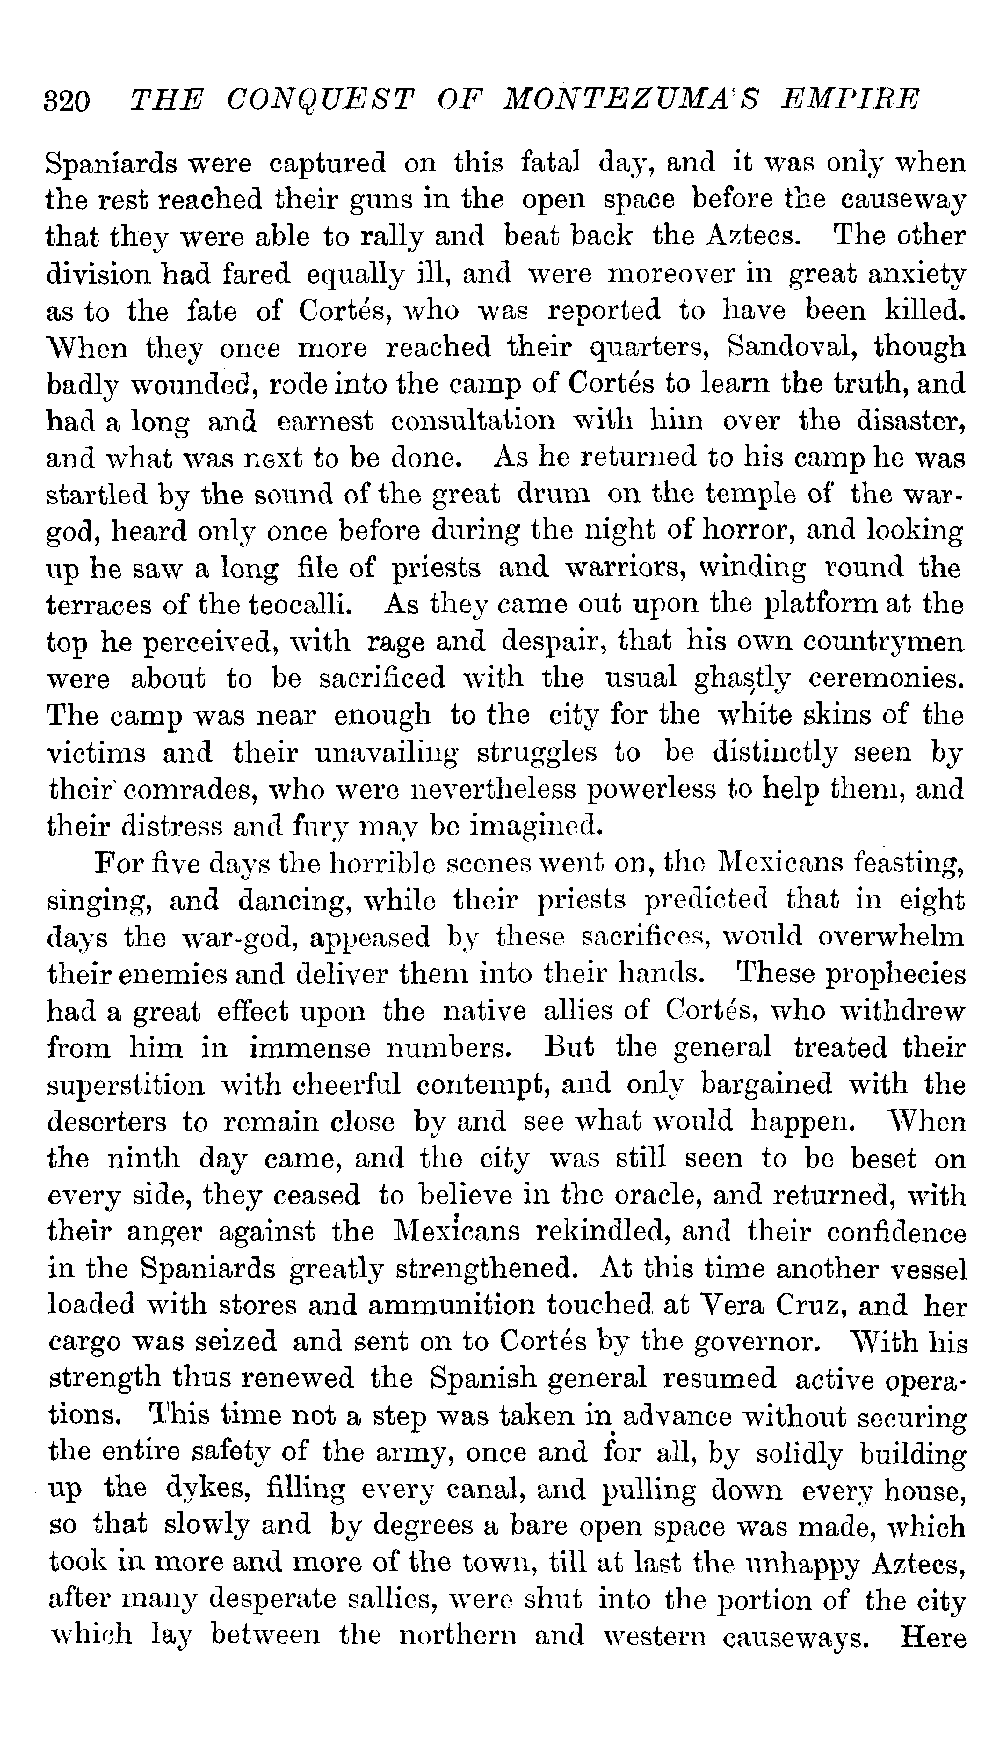 320 THE CONQUEST OF MONTEZUMA'S EMPIRE
Spaniards were captured on this fatal day, and it was only when
the rest reached their guns in the open space before the causeway
that they were able to rally and beat back the Aztecs. The other
division had fared equally ill, and were moreover in great anxiety
as to the fate of Cortés, who was reported to have been killed.
When they once more reached their quarters, Sandoval, though
badly wounded, rode into the camp of Cortés to learn the truth, and
had a long and earnest consultation with him over the disaster,
and what was next to be done. As he returned to his camp he was
startled by the sound of the great drum on the temple of the war-
god, heard only once before during the night of horror, and looking
up he saw a long file of priests and warriors, winding round the
terraces of the teocalli. As they came out upon the platform at the
top he perceived, with rage and despair, that his own countrymen
were about to be sacrificed with the usual ghastly ceremonies.
The camp was near enough to the city for the white skins of the
victims and their unavailing struggles to be distinctly seen by
their comrades, who were nevertheless powerless to help them, and
their distress and fury may be imagined.
For five days the horrible scenes went on, the Mexicans feasting,
singing, and dancing, while their priests predicted that in eight
days the war-god, appeased by these sacrifices, would overwhelm
their enemies and deliver them into their hands. These prophecies
had a great effect upon the native allies of Cortés, who withdrew
from him in immense numbers. But the general treated their
superstition with cheerful contempt, and only bargained with the
deserters to remain close by and see what would happen. When
the ninth day came, and the city was still seen to be beset on
every side, they ceased to believe in the oracle, and returned, with
their anger against the Mexicans rekindled, and their confidence
in the Spaniards greatly strengthened. At this time another vessel
loaded with stores and ammunition touched at Vera Cruz, and her
cargo was seized and sent on to Cortés by the governor. With his
strength thus renewed the Spanish general resumed active opera-
tions. This time not a step was taken in advance without securing
the entire safety of the army, once and for all, by solidly building
up the dykes, filling every canal, and pulling down every house,
so that slowly and by degrees a bare open space was made, which
took in more and more of the town, till at last the unhappy Aztecs,
after many desperate sallies, were shut into the portion of the city
which lay between the northern and western causeways. Here